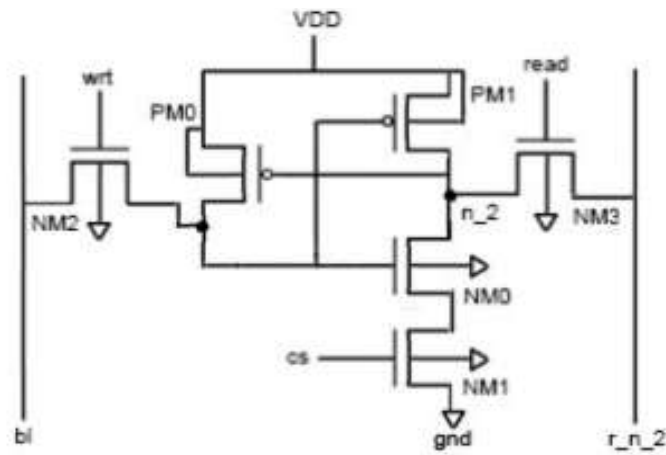 VDD
wrt
PM0
PM1
read
NM2
n_2
NM3
NM0
cs
NM1
bl
gnd
r_n_2